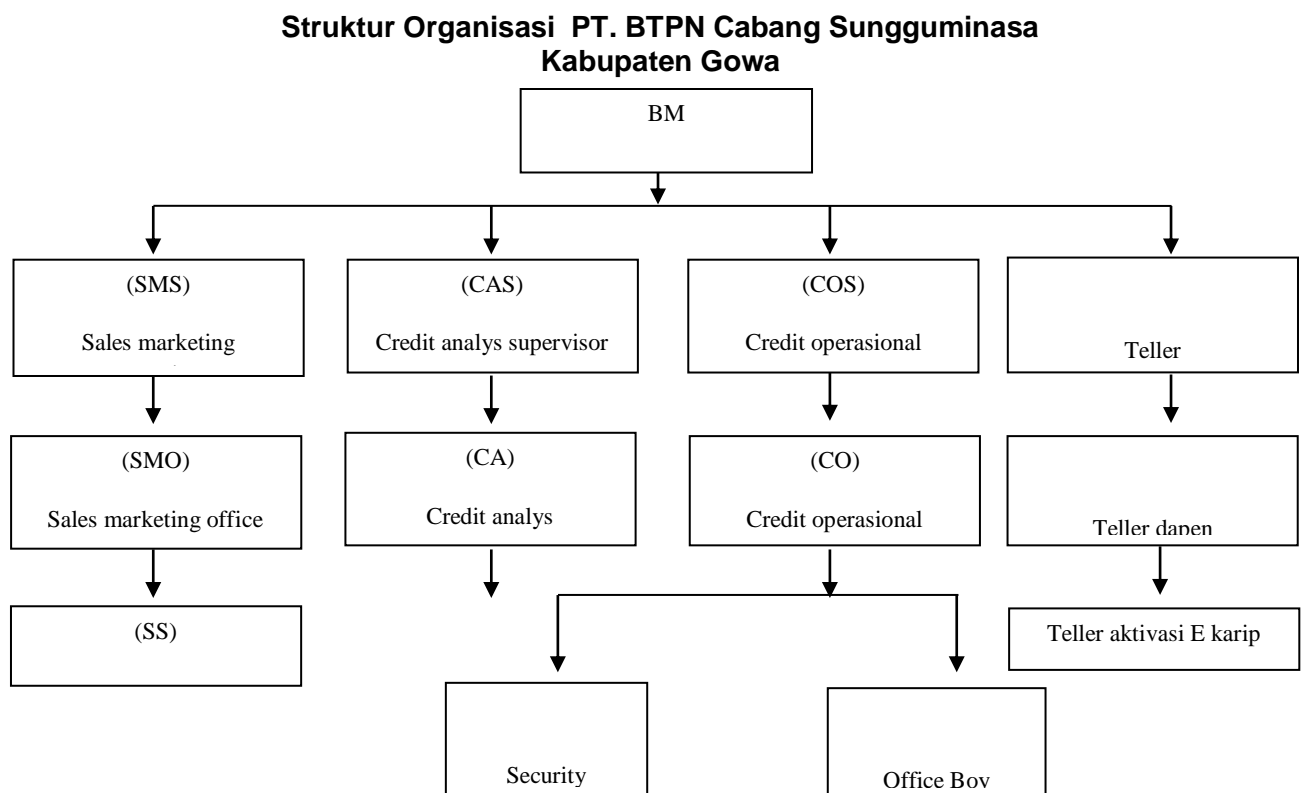 Struktur Organisasi PT. BTPN Cabang Sungguminasa
Kabupaten Gowa
BM
(SMS)
Sales marketing
(CAS)
Credit analys supervisor
(COS)
Credit operasional
Teller
(SMO)
Sales marketing office
(CA)
Credit analys
(CO)
Credit operasional
Teller dapen
(SS)
Teller aktivasi E karip
Security
Office Boy